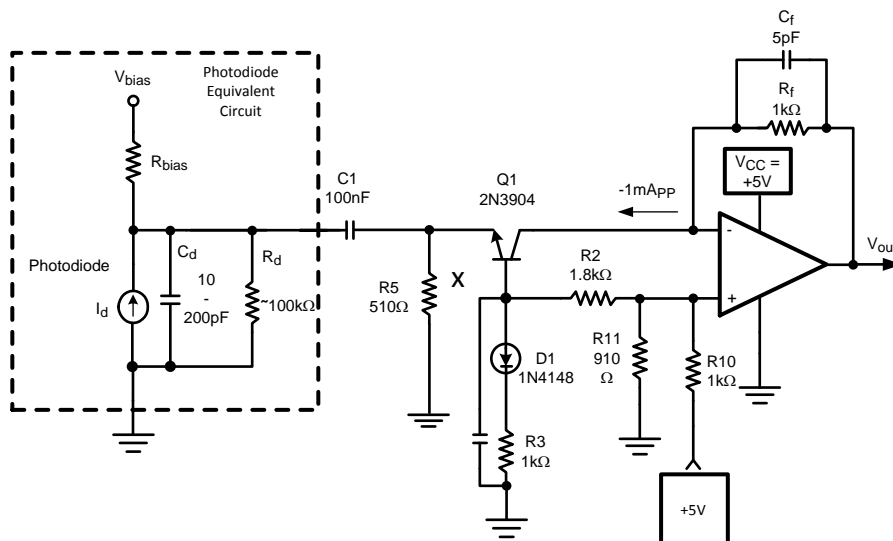 Photodiode
Equivalent
Circuit
Vbias
Rbias
Photodiode
Id
Cd
10
-
200pF
Rd
~100kΩ
C1
100nF
R5
510Ω
X
Q1
2N3904
-1mAPP
R2
1.8kΩ
D1
1N4148
R3
1kΩ
R11
910
Ω
R10
1kΩ
+5V
Cf
5pF
Rf
1kΩ
VCC =
+5V
-
+
Vou